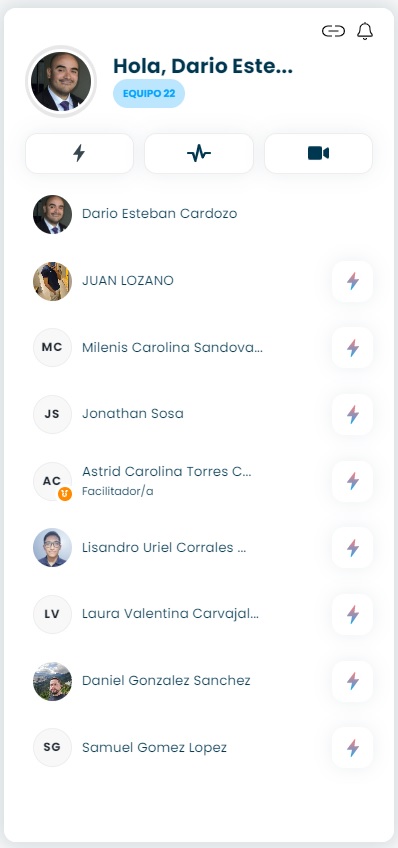 Hola, Dario Este...
EQUIPO 22
Dario Esteban Cardozo
JUAN LOZANO
MC Milenis Carolina Sandova...
JS Jonathan Sosa
AC Astrid Carolina Torres C...
Facilitador/a
Lisandro Uriel Corrales ...
LV Laura Valentina Carvajal...
Daniel Gonzalez Sanchez
SG Samuel Gomez Lopez